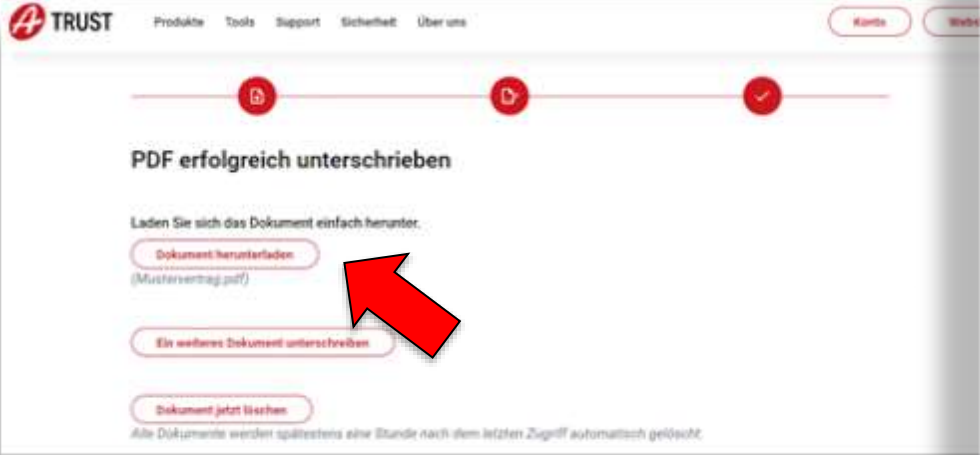 A TRUST
Produkte Tools Support Sicherheit Über uns
Konto
PDF erfolgreich unterschrieben
Laden Sie sich das Dokument einfach herunter.
Dokument herunterladen
(Mustervertrag.pdf)
Ein weiteres Dokument unterschreiben
Dokument jetzt löschen
Alle Dokumente werden spätestens eine Stunde nach dem letzten Zugriff automatisch gelöscht.